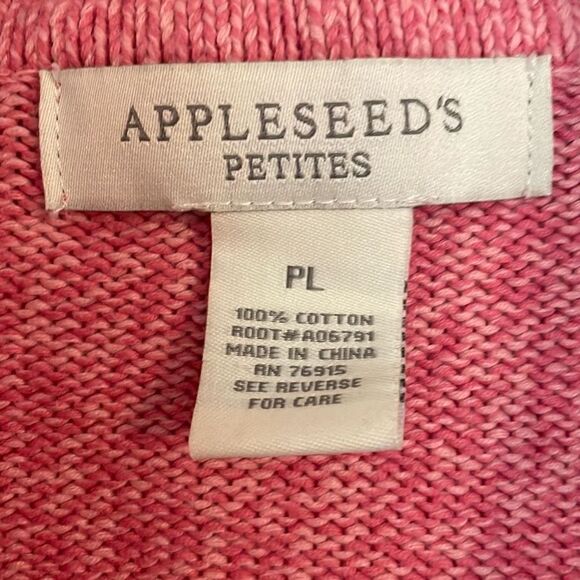 APPLESEED'S
PETITES
PL
100% COTTON
ROOT# A06791
MADE IN CHINA
RN 76915
SEE REVERSE
FOR CARE